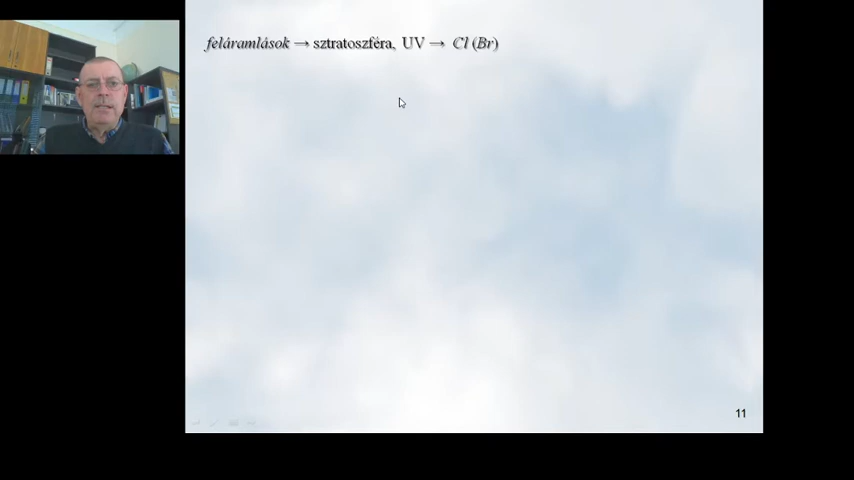 feláramlások → sztratoszféra, UV → Cl (Br)
11